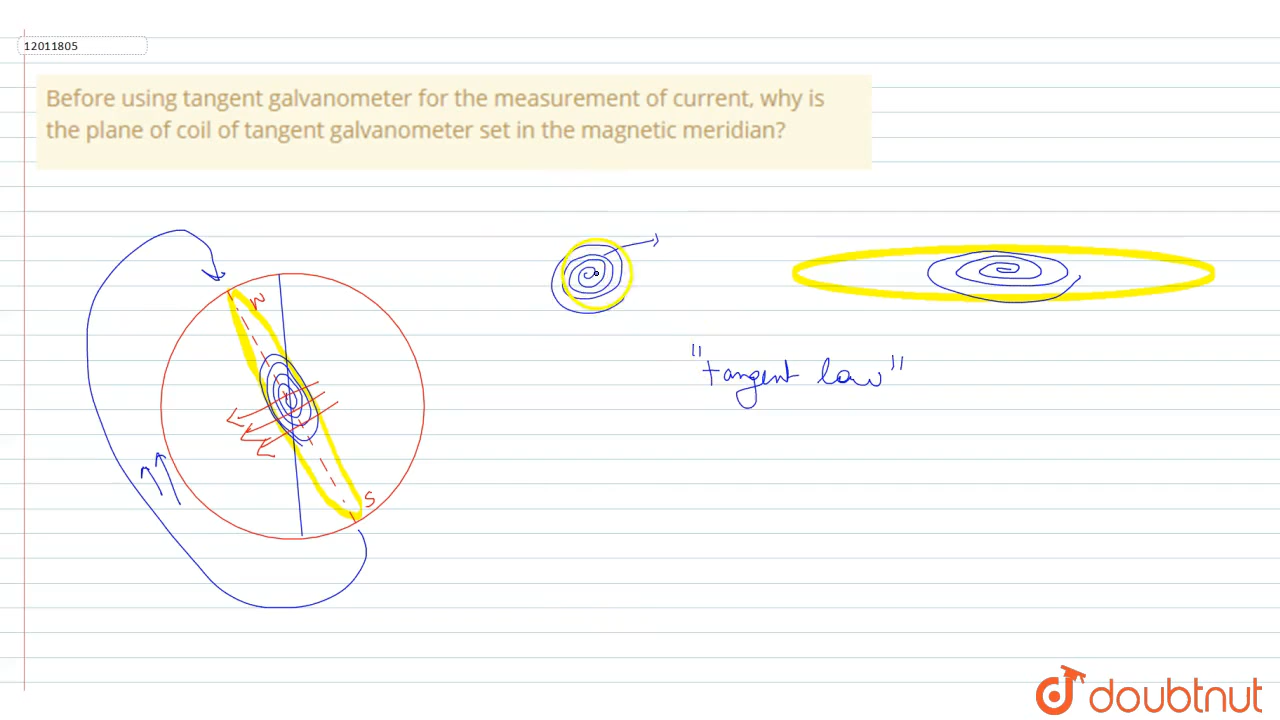 12011805
Before using tangent galvanometer for the measurement of current, why is
the plane of coil of tangent galvanometer set in the magnetic meridian?
N
"tangent law"
S
doubtnut